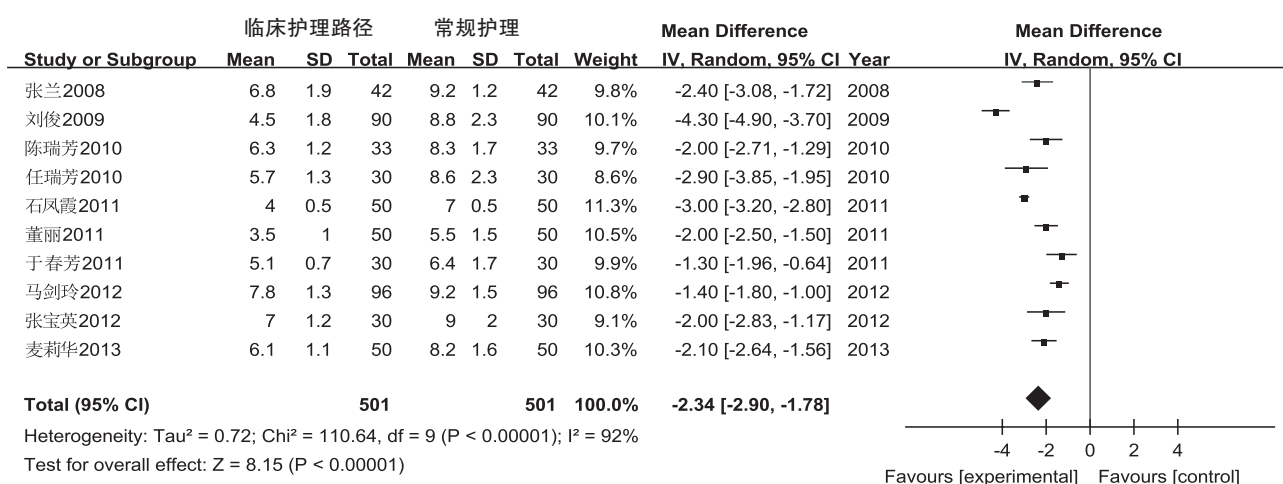 临床护理路径 常规护理 Mean Difference Mean Difference
Study or Subgroup Mean SD Total Mean SD Total Weight IV, Random, 95% CI Year IV, Random, 95% CI
张兰2008 6.8 1.9 42 9.2 1.2 42 9.8% -2.40 [-3.08, -1.72] 2008
刘俊2009 4.5 1.8 90 8.8 2.3 90 10.1% -4.30 [-4.90, -3.70] 2009
陈瑞芳2010 6.3 1.2 33 8.3 1.7 33 9.7% -2.00 [-2.71, -1.29] 2010
任瑞芳2010 5.7 1.3 30 8.6 2.3 30 8.6% -2.90 [-3.85, -1.95] 2010
石凤霞2011 4 0.5 50 7 0.5 50 11.3% -3.00 [-3.20, -2.80] 2011
董丽2011 3.5 1 50 5.5 1.5 50 10.5% -2.00 [-2.50, -1.50] 2011
于春芳2011 5.1 0.7 30 6.4 1.7 30 9.9% -1.30 [-1.96, -0.64] 2011
马剑玲2012 7.8 1.3 96 9.2 1.5 96 10.8% -1.40 [-1.80, -1.00] 2012
张宝英2012 7 1.2 30 9 2 30 9.1% -2.00 [-2.83, -1.17] 2012
麦莉华2013 6.1 1.1 50 8.2 1.6 50 10.3% -2.10 [-2.64, -1.56] 2013
Total (95% CI) 501 501 100.0% -2.34 [-2.90, -1.78]
Heterogeneity: Tau² = 0.72; Chi² = 110.64, df = 9 (P < 0.00001); I² = 92%
Test for overall effect: Z = 8.15 (P < 0.00001)
-4 -2 0 2 4
Favours [experimental] Favours [control]